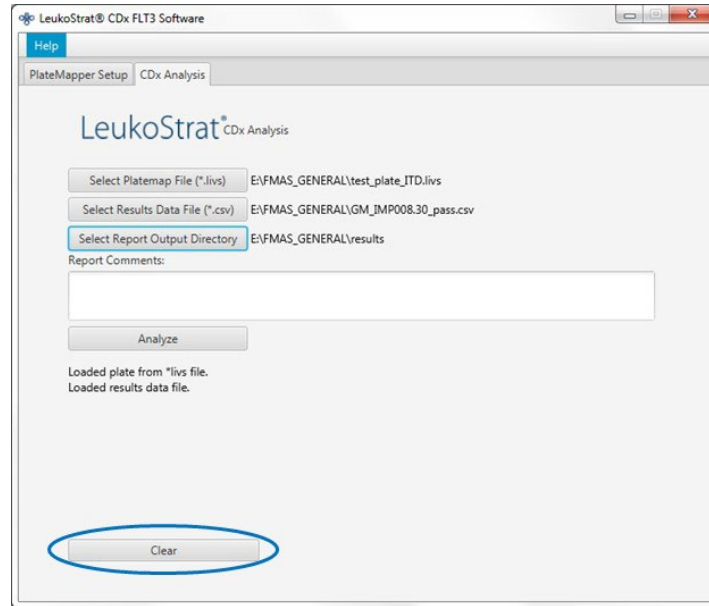 LeukoStrat® CDx FLT3 Software
Help
PlateMapper Setup CDx Analysis
LeukoStrat® CDx Analysis
Select Platemap File (*.livs) E:\FMAS_GENERAL\test_plate_ITD.livs
Select Results Data File (*.csv) E:\FMAS_GENERAL\GM_IMP008.30_pass.csv
Select Report Output Directory E:\FMAS_GENERAL\results
Report Comments:
Analyze
Loaded plate from *livs file.
Loaded results data file.
Clear